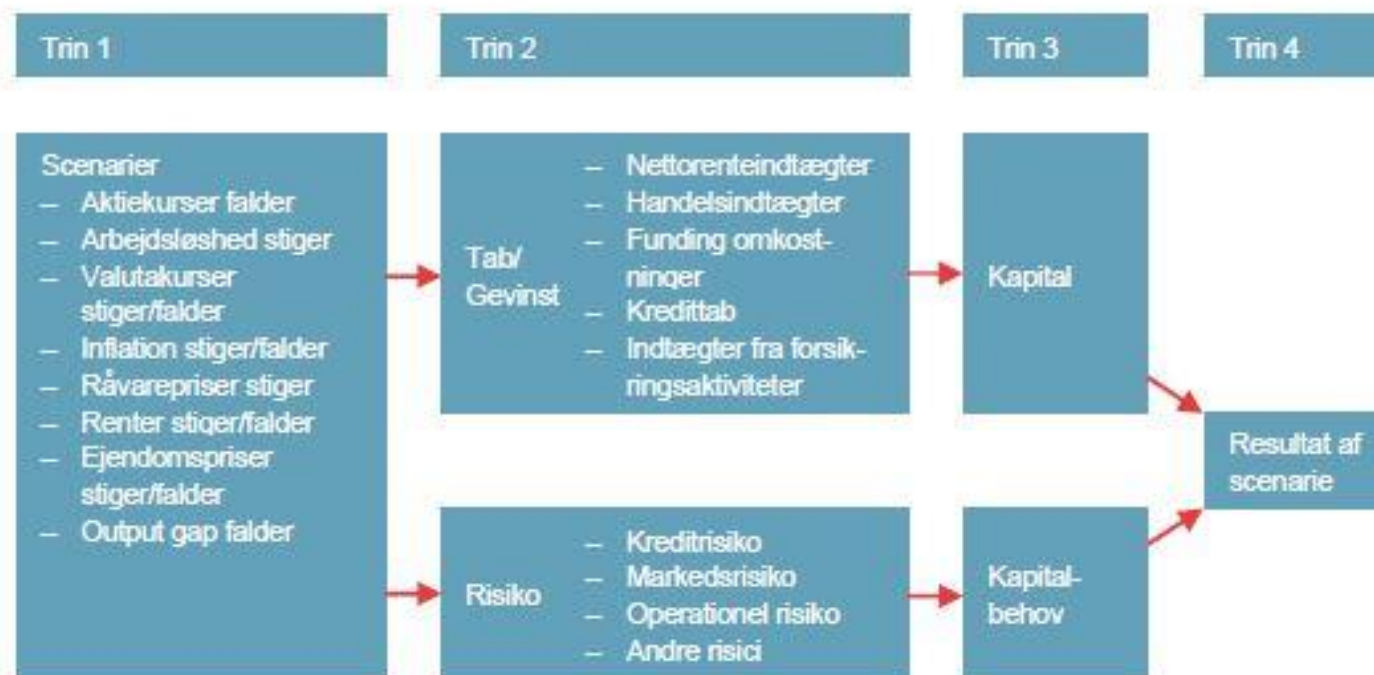 Trin 1
Trin 2
Trin 3
Trin 4
Scenarier
– Aktiekurser falder
– Arbejdsløshed stiger
– Valutakurser
stiger/falder
– Inflation stiger/falder
– Råvarepriser stiger
– Renter stiger/falder
– Ejendomspriser
stiger/falder
– Output gap falder
Tab/
Gevinst
– Nettorenteindtægter
– Handelsindtægter
– Funding omkost-
ninger
– Kredittab
– Indtægter fra forsik-
ringsaktiviteter
Kapital
Risiko
– Kreditrisiko
– Markedsrisiko
– Operationel risiko
– Andre risici
Kapital-
behov
Resultat af
scenarie